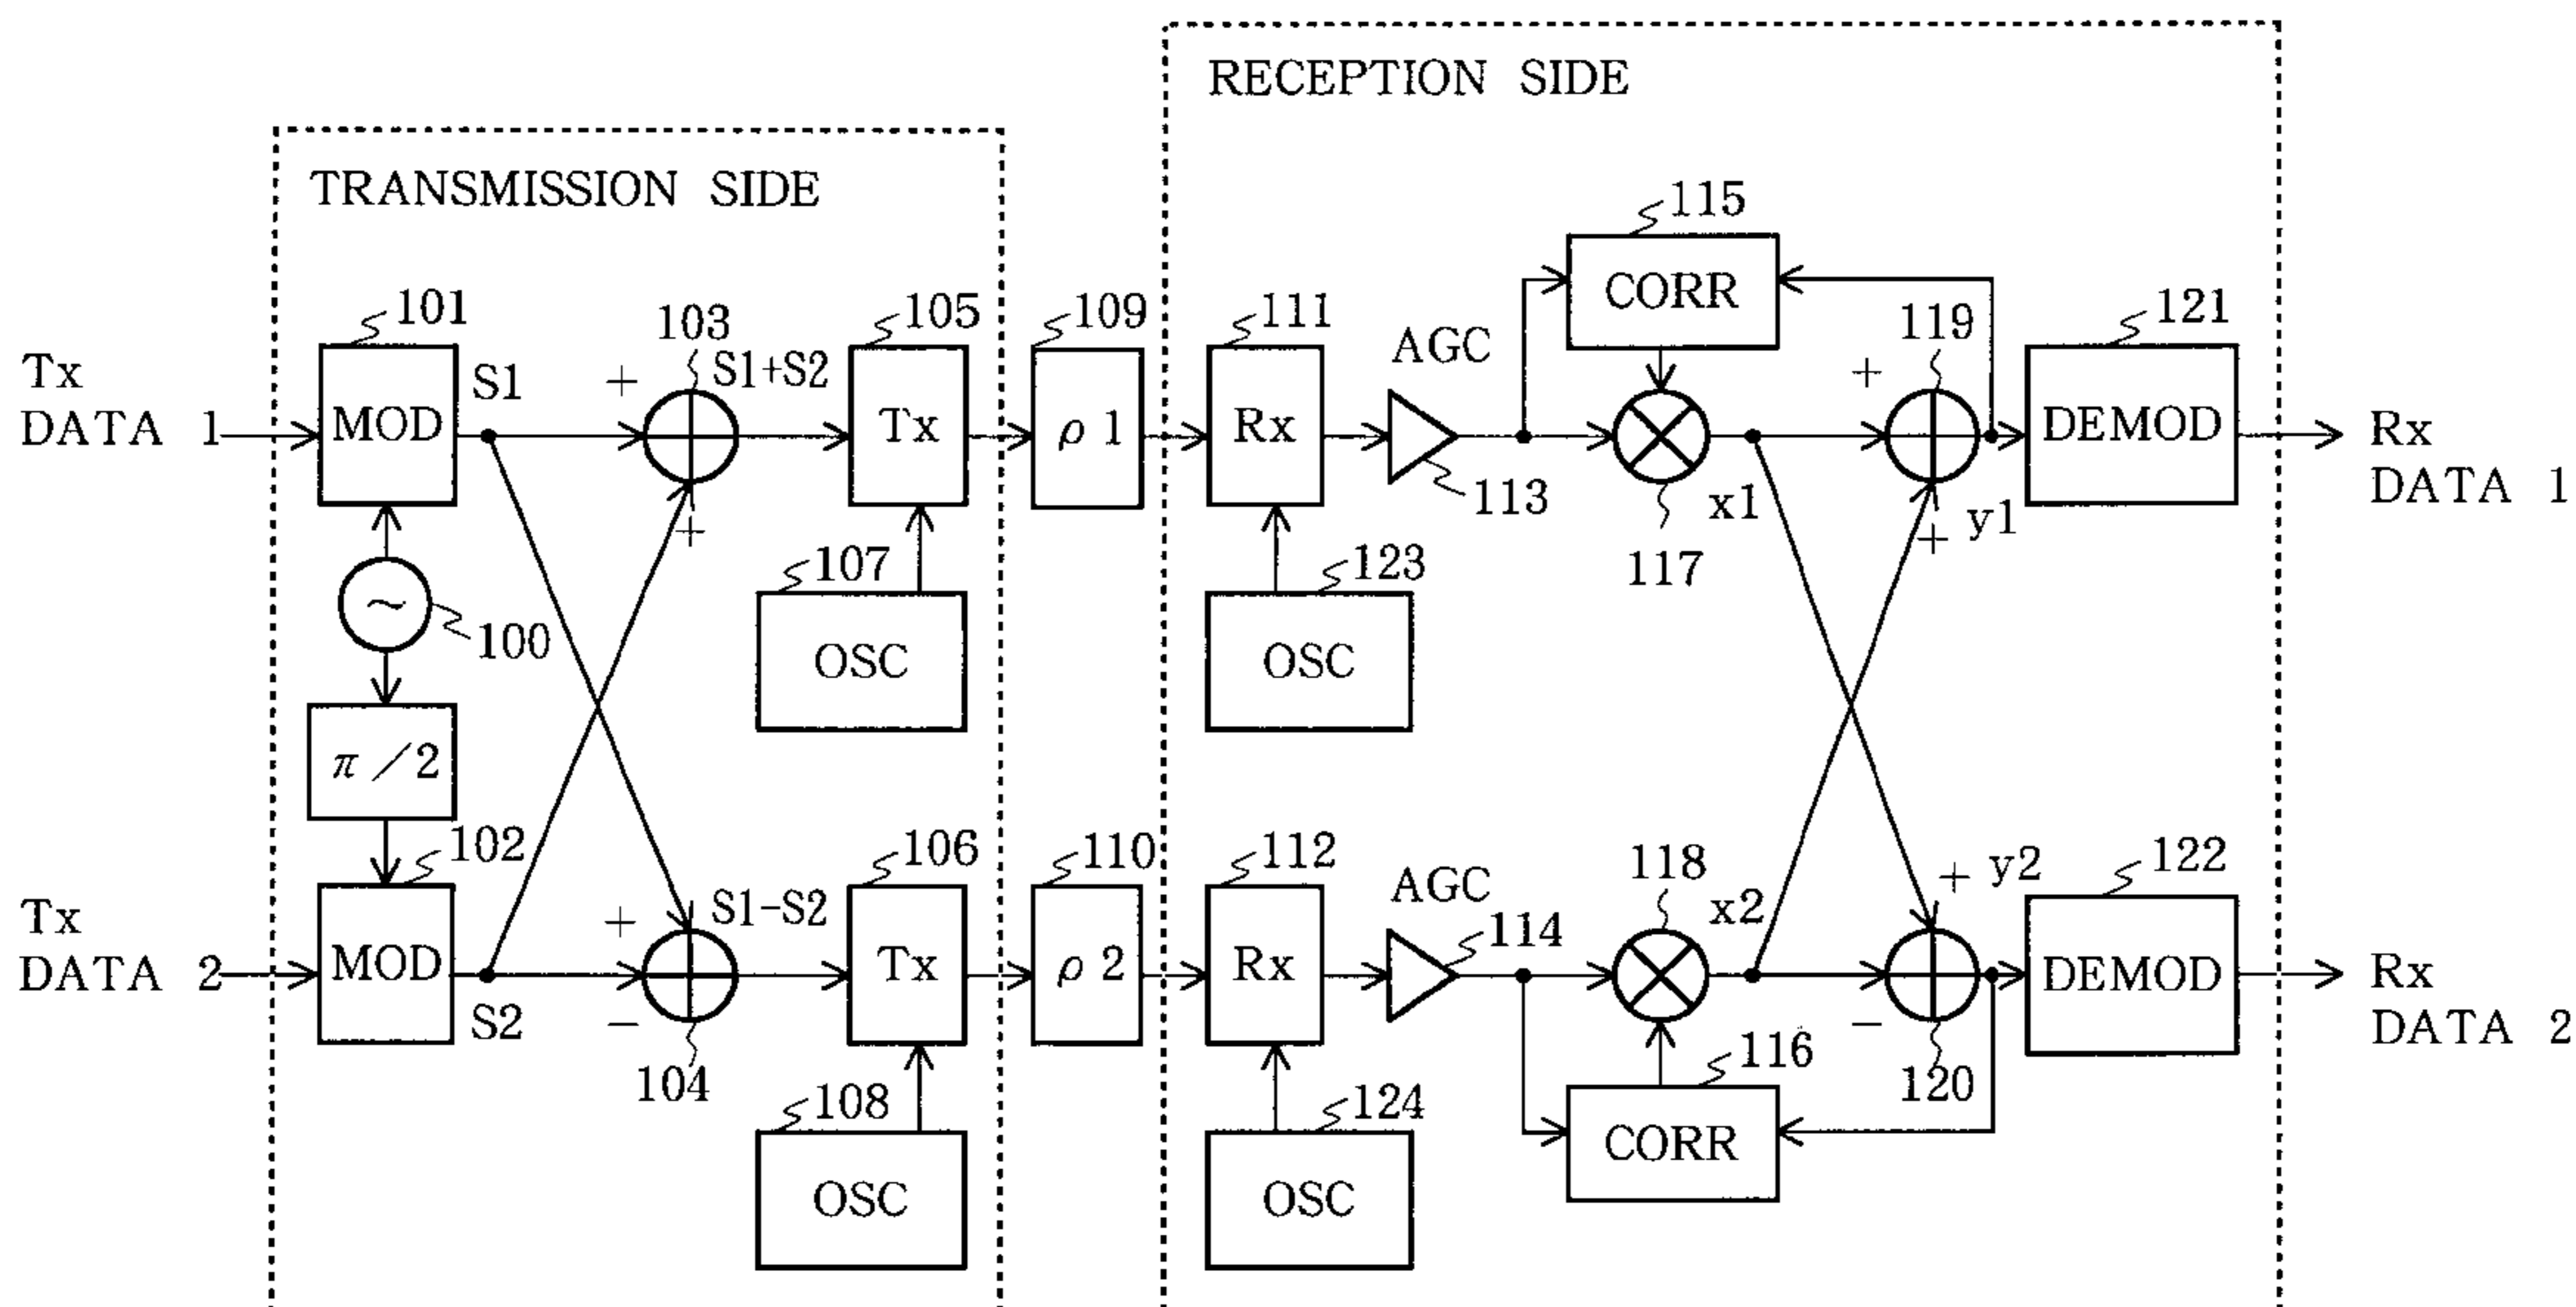 RECEPTION SIDE
TRANSMISSION SIDE
115
CORR
101
103
105
109
111
AGC
119
121
Tx
DATA 1
MOD
S1
+
S1+S2
Tx
ρ 1
Rx
113
x1
+
y1
DEMOD
Rx
DATA 1
+
+
107
123
117
~
100
OSC
OSC
π/2
102
106
110
112
AGC
118
x2
+
y2
122
Tx
DATA 2
MOD
S2
+
−
S1-S2
Tx
ρ 2
Rx
114
−
DEMOD
Rx
DATA 2
104
116
120
108
124
CORR
OSC
OSC